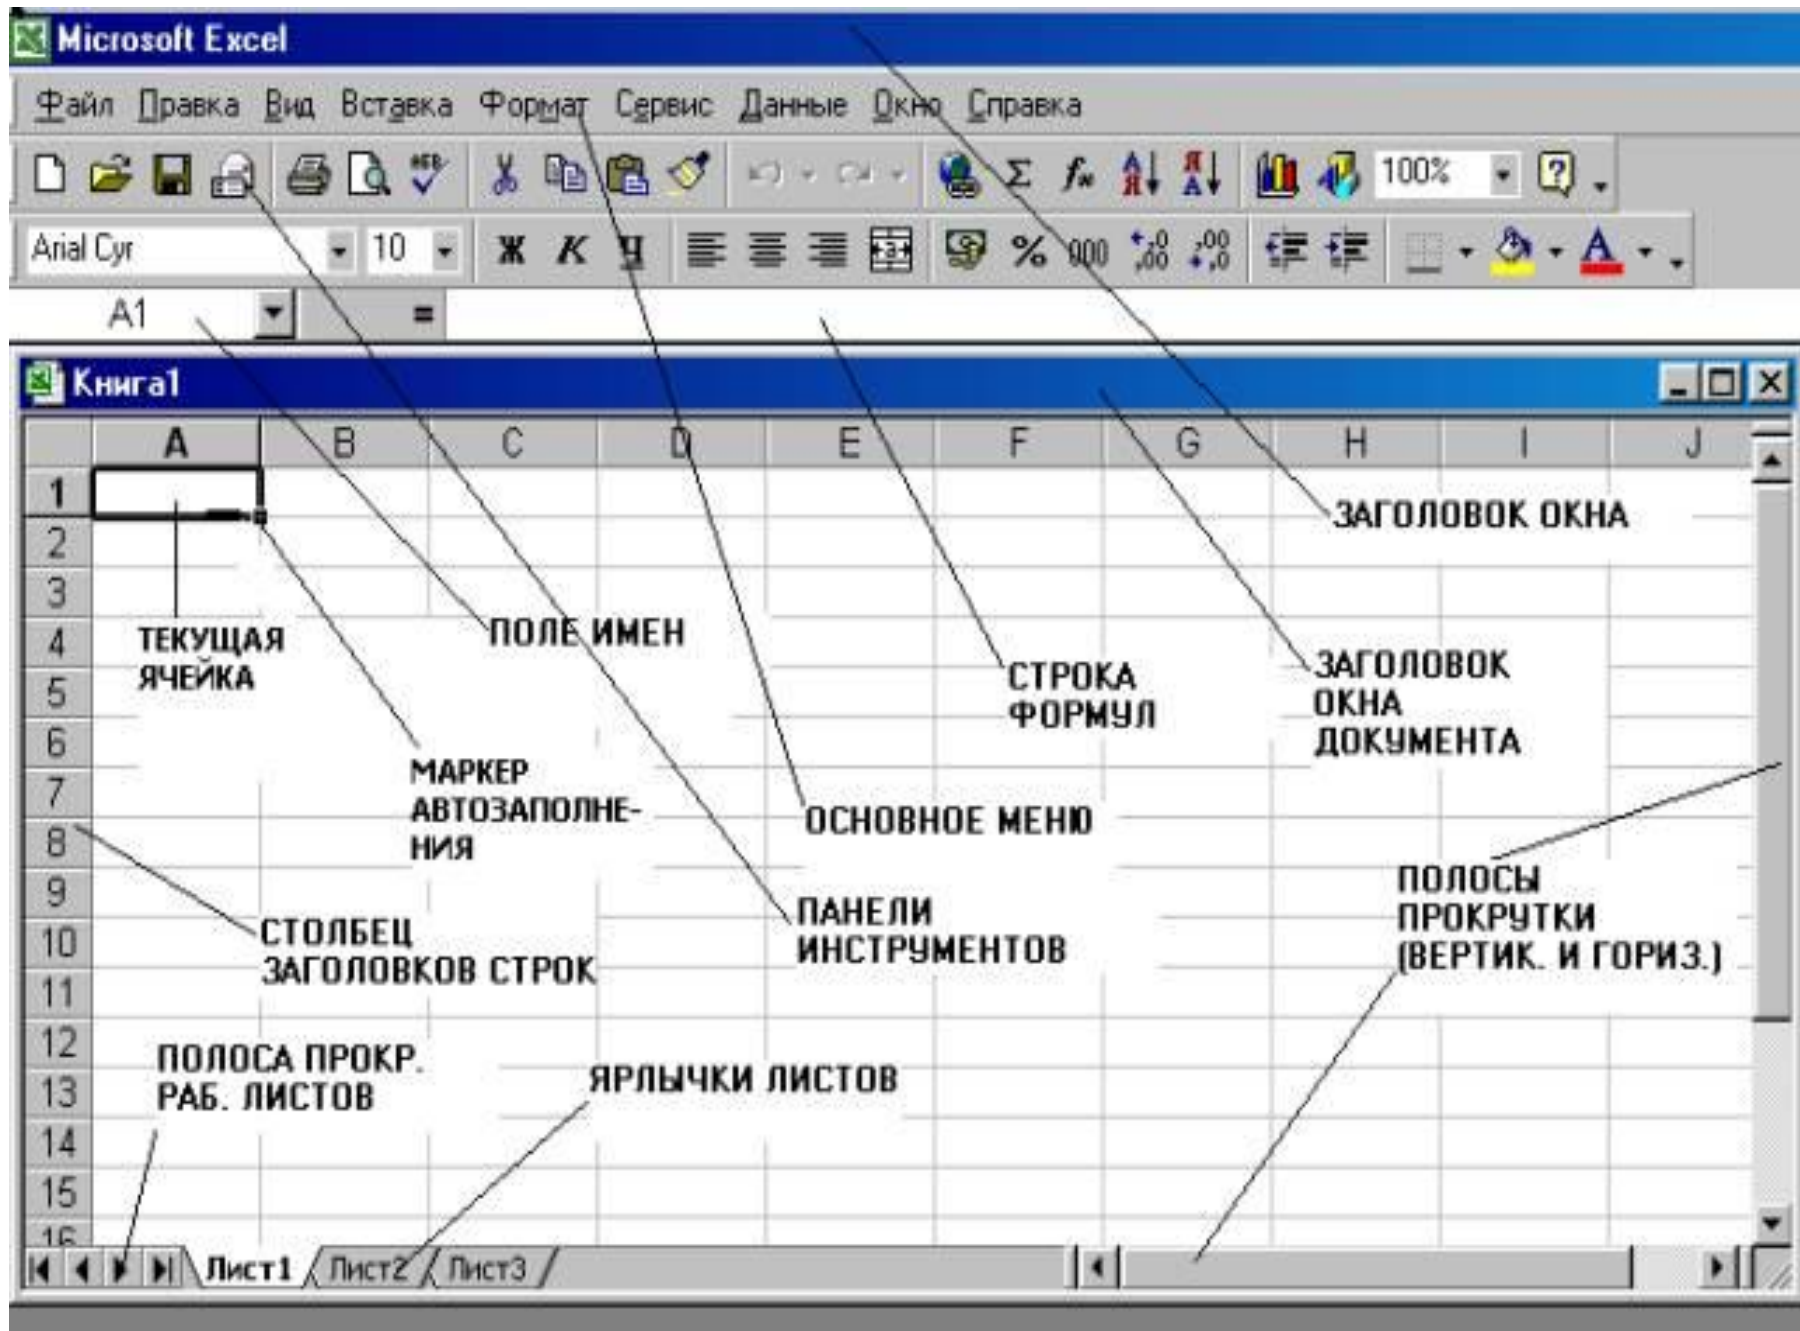 Microsoft Excel
Файл Правка Вид Вставка Формат Сервис Данные Окно Справка
100%
Arial Cyr 10 Ж К Ч % 000
A1 =
Книга1
A B C D E F G H I J
1
2
3
4
5
6
7
8
9
10
11
12
13
14
15
16
ЗАГОЛОВОК ОКНА
ТЕКУЩАЯ
ЯЧЕЙКА
ПОЛЕ ИМЕН
СТРОКА
ФОРМУЛ
ЗАГОЛОВОК
ОКНА
ДОКУМЕНТА
МАРКЕР
АВТОЗАПОЛНЕ-
НИЯ
ОСНОВНОЕ МЕНЮ
СТОЛБЕЦ
ЗАГОЛОВКОВ СТРОК
ПАНЕЛИ
ИНСТРУМЕНТОВ
ПОЛОСЫ
ПРОКРУТКИ
(ВЕРТИК. И ГОРИЗ.)
ПОЛОСА ПРОКР.
РАБ. ЛИСТОВ
ЯРЛЫЧКИ ЛИСТОВ
Лист1 Лист2 Лист3